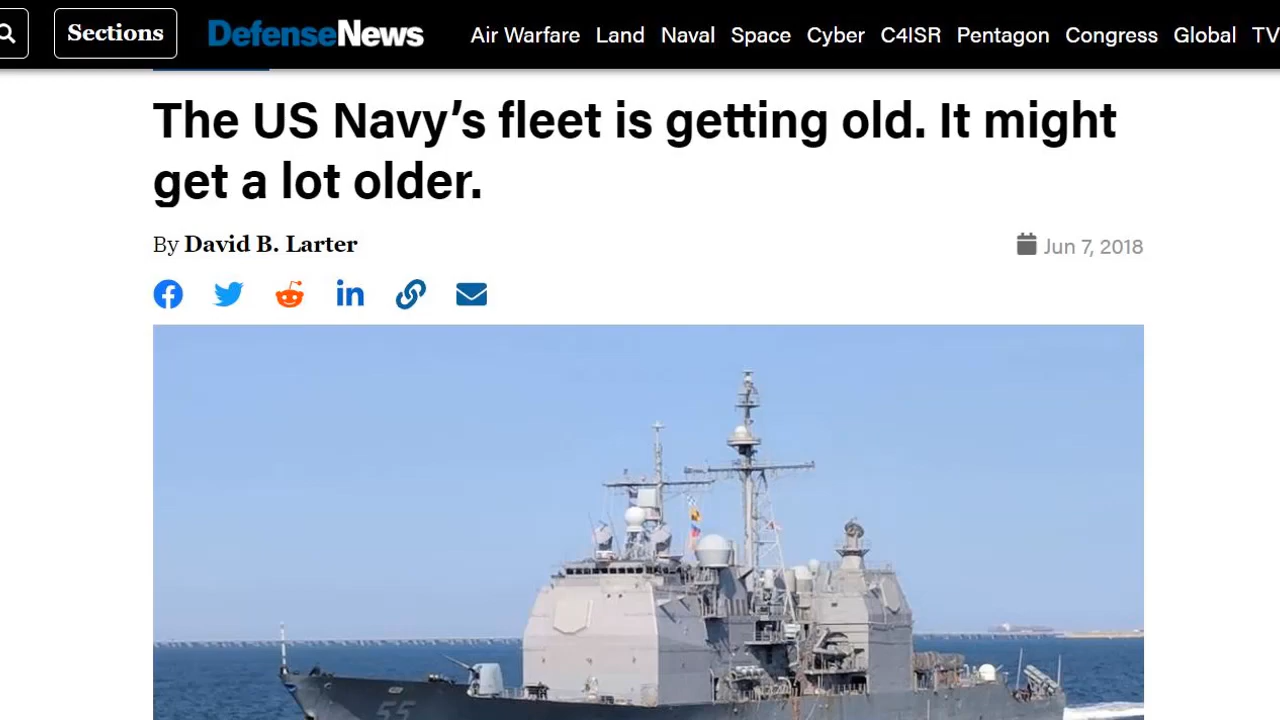 Sections
DefenseNews
Air Warfare Land Naval Space Cyber C4ISR Pentagon Congress Global TV
The US Navy’s fleet is getting old. It might
get a lot older.
By David B. Larter
Jun 7, 2018
in
55